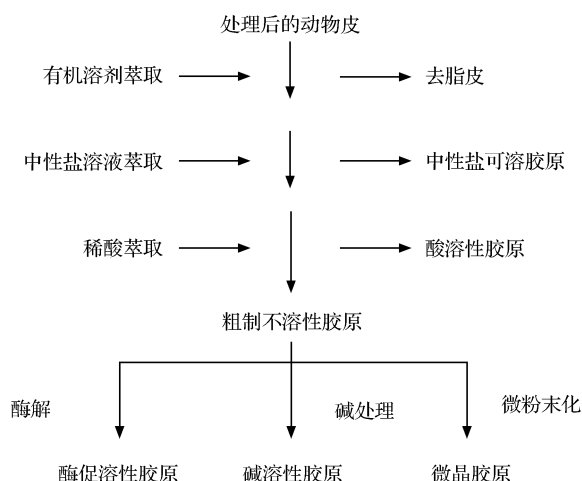 处理后的动物皮
有机溶剂萃取
去脂皮
中性盐溶液萃取
中性盐可溶胶原
稀酸萃取
酸溶性胶原
粗制不溶性胶原
酶解
碱处理
微粉末化
酶促溶性胶原
碱溶性胶原
微晶胶原